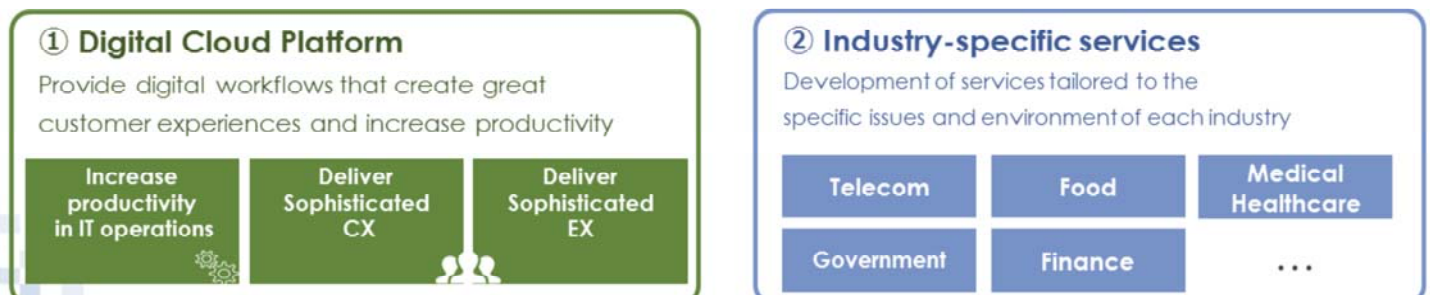 ① Digital Cloud Platform
Provide digital workflows that create great
customer experiences and increase productivity
Increase
productivity
in IT operations
Deliver
Sophisticated
CX
Deliver
Sophisticated
EX
② Industry-specific services
Development of services tailored to the
specific issues and environment of each industry
Telecom
Food
Medical
Healthcare
Government
Finance
...